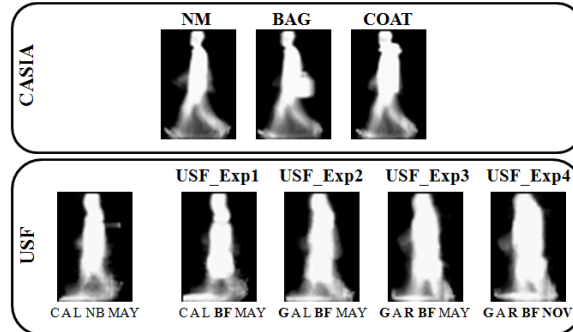 NM BAG COAT
CASIA
USF_Exp1 USF_Exp2 USF_Exp3 USF_Exp4
USF
C A L NB MAY C A L BF MAY G A L BF MAY G A R BF MAY G A R BF NOV